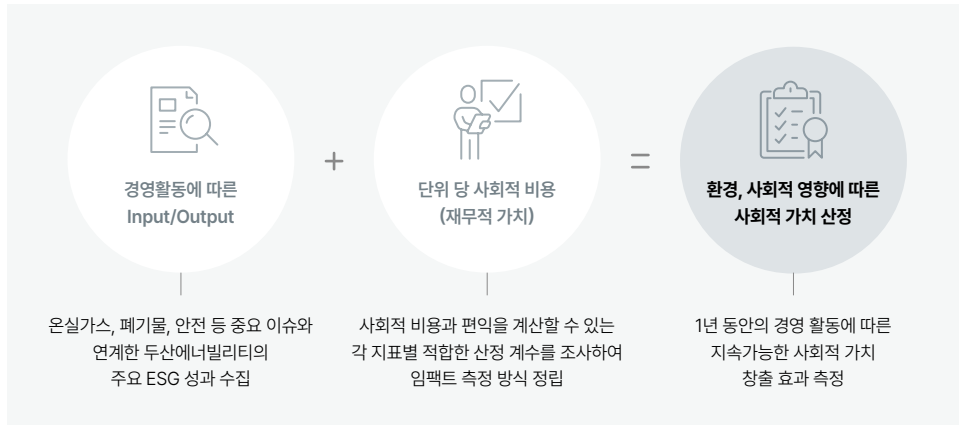 경영활동에 따른
Input/Output
+
단위 당 사회적 비용
(재무적 가치)
=
환경, 사회적 영향에 따른
사회적 가치 산정
온실가스, 폐기물, 안전 등 중요 이슈와
연계한 두산에너빌리티의
주요 ESG 성과 수집
사회적 비용과 편익을 계산할 수 있는
각 지표별 적합한 산정 계수를 조사하여
임팩트 측정 방식 정립
1년 동안의 경영 활동에 따른
지속가능한 사회적 가치
창출 효과 측정